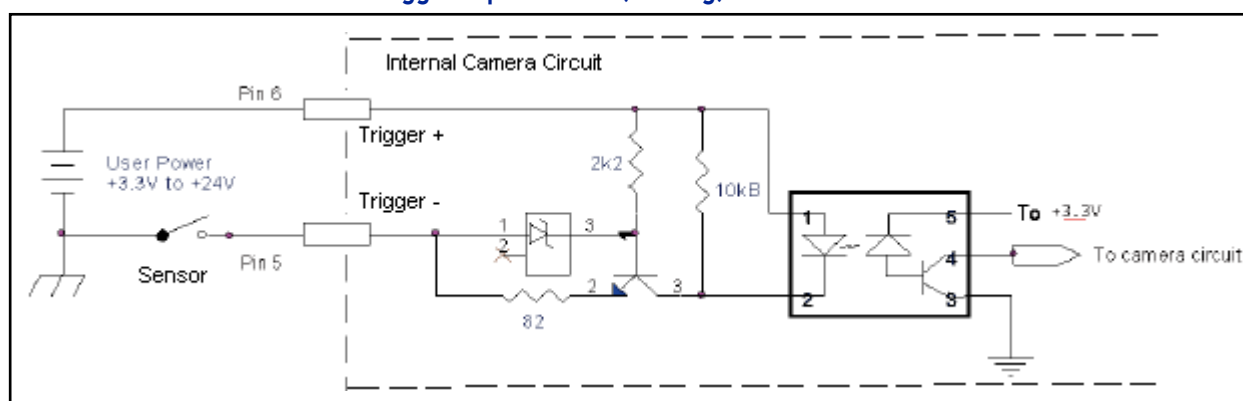 Internal Camera Circuit
Pin 6
Trigger +
User Power
+3.3V to +24V
2k2
10kB
Trigger -
1
2
3
1
1
5
To +3.3V
4
To camera circuit
Sensor
Pin 5
2
3
2
3
82